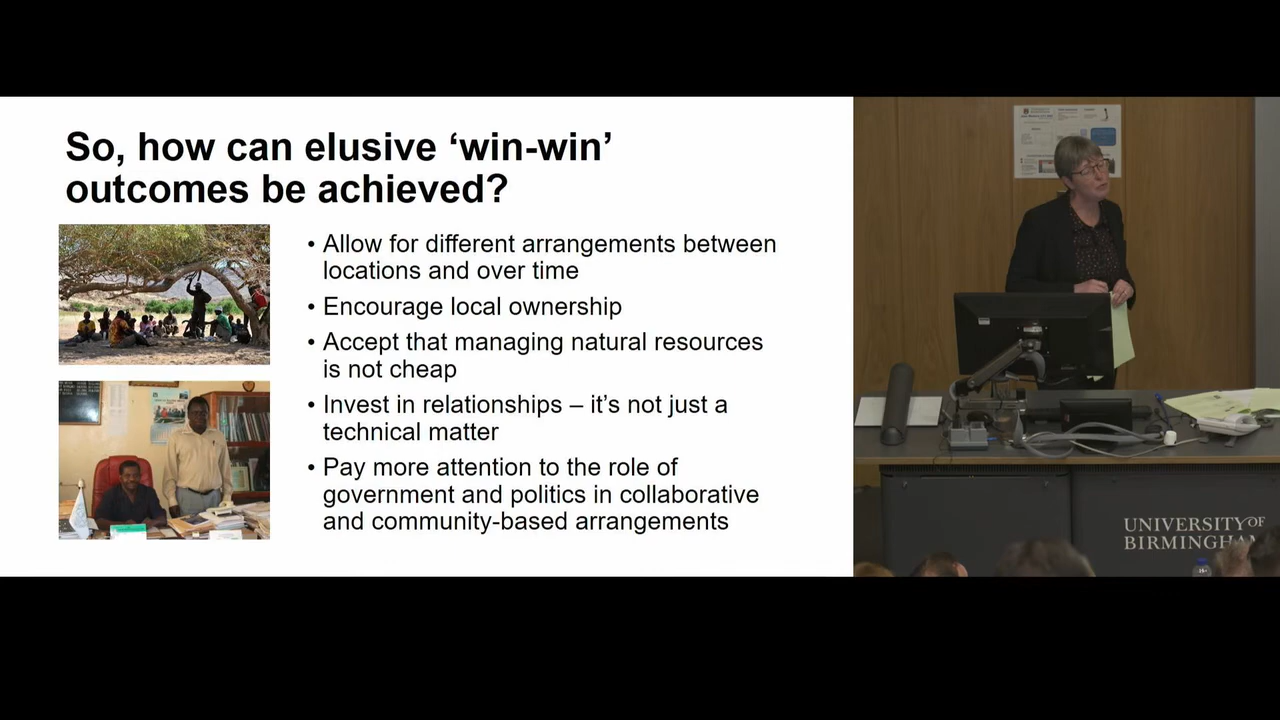 So, how can elusive ‘win-win’
outcomes be achieved?
• Allow for different arrangements between
locations and over time
• Encourage local ownership
• Accept that managing natural resources
is not cheap
• Invest in relationships – it’s not just a
technical matter
• Pay more attention to the role of
government and politics in collaborative
and community-based arrangements
UNIVERSITY OF
BIRMINGHAM